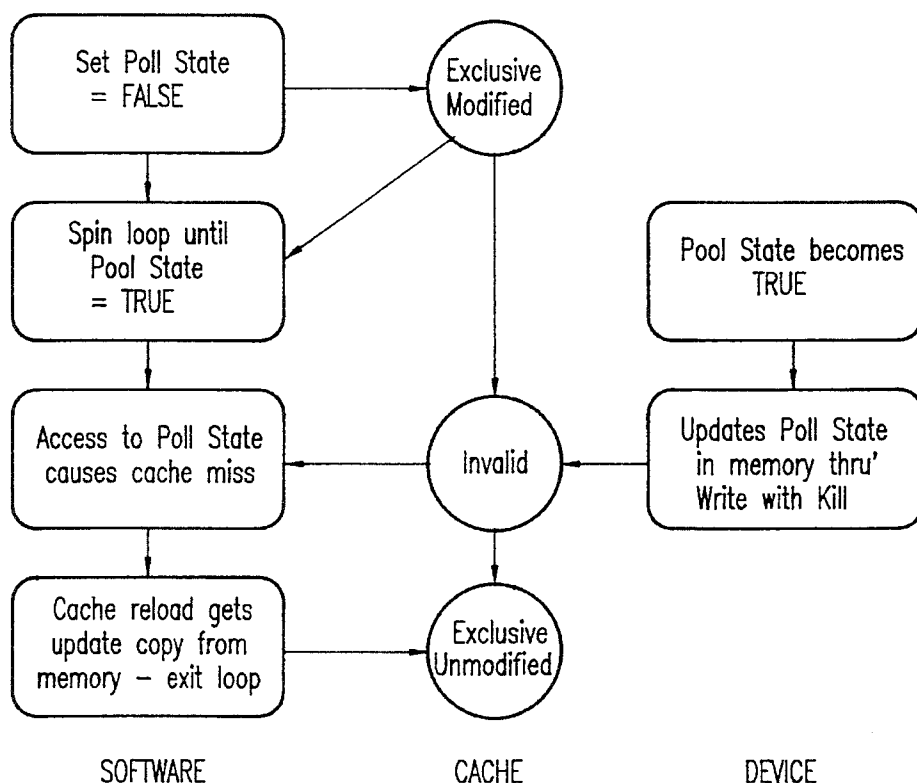 Set Poll State
= FALSE
Exclusive
Modified
Spin loop until
Pool State
= TRUE
Pool State becomes
TRUE
Access to Poll State
causes cache miss
Invalid
Updates Poll State
in memory thru'
Write with Kill
Cache reload gets
update copy from
memory – exit loop
Exclusive
Unmodified
SOFTWARE
CACHE
DEVICE